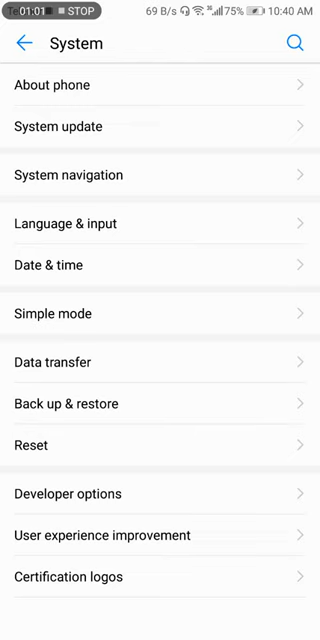 01:01 STOP 69 B/s 75% 10:40 AM
System
About phone
System update
System navigation
Language & input
Date & time
Simple mode
Data transfer
Back up & restore
Reset
Developer options
User experience improvement
Certification logos